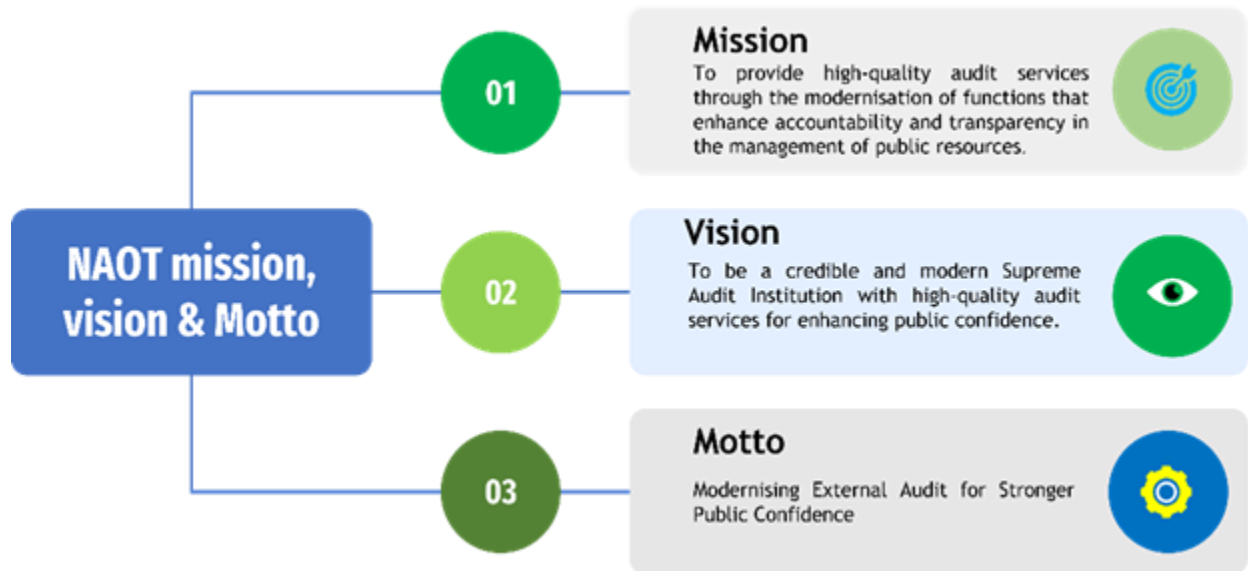 NAOT mission,
vision & Motto
01
Mission
To provide high-quality audit services
through the modernisation of functions that
enhance accountability and transparency in
the management of public resources.
02
Vision
To be a credible and modern Supreme
Audit Institution with high-quality audit
services for enhancing public confidence.
03
Motto
Modernising External Audit for Stronger
Public Confidence